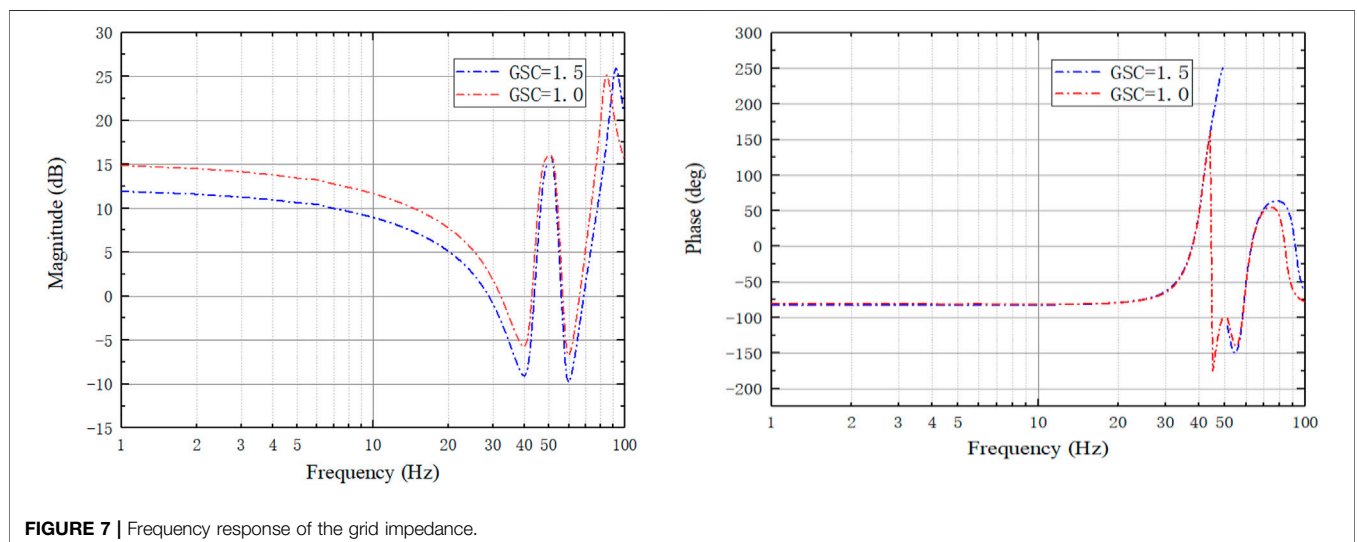 30
25
20
15
10
5
0
−5
−10
−15
Magnitude (dB)
GSC=1.5
GSC=1.0
1 2 3 4 5 10 20 30 40 50 100
Frequency (Hz)
300
250
200
150
100
50
0
−50
−100
−150
−200
Phase (deg)
GSC=1.5
GSC=1.0
1 2 3 4 5 10 20 30 40 50 100
Frequency (Hz)
FIGURE 7 | Frequency response of the grid impedance.